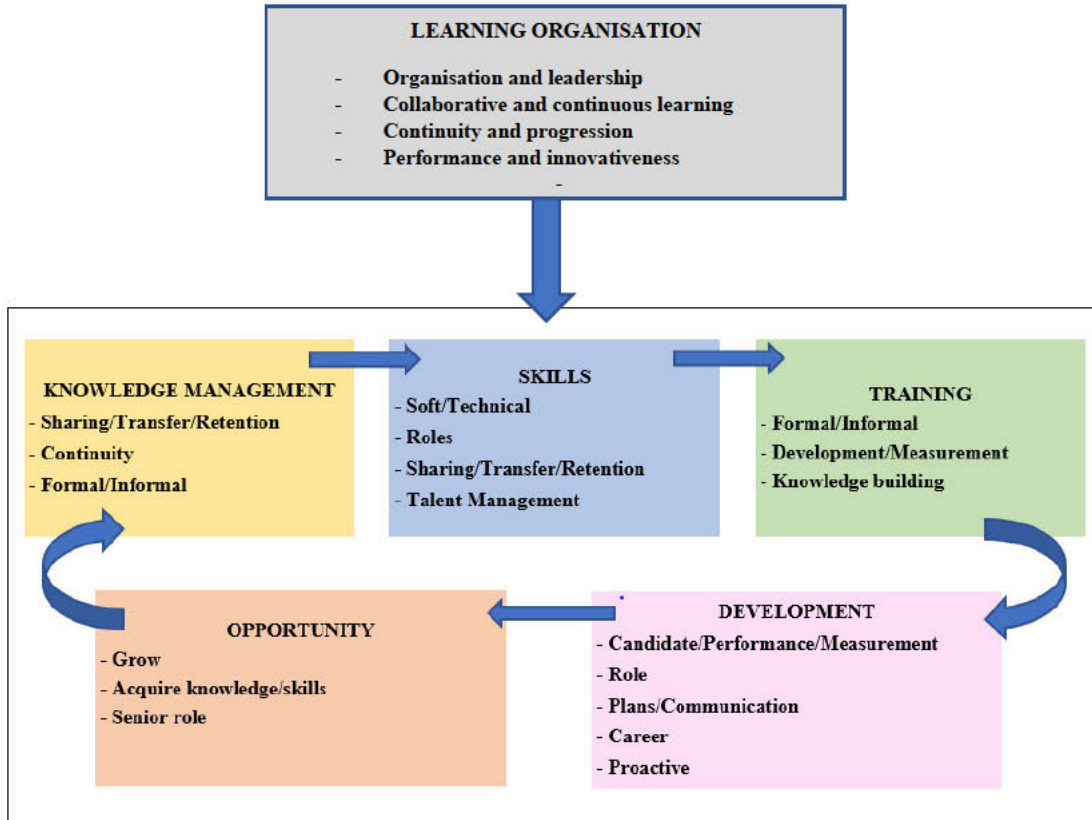 LEARNING ORGANISATION
- Organisation and leadership
- Collaborative and continuous learning
- Continuity and progression
- Performance and innovativeness
-
KNOWLEDGE MANAGEMENT
- Sharing/Transfer/Retention
- Continuity
- Formal/Informal
SKILLS
- Soft/Technical
- Roles
- Sharing/Transfer/Retention
- Talent Management
TRAINING
- Formal/Informal
- Development/Measurement
- Knowledge building
DEVELOPMENT
- Candidate/Performance/Measurement
- Role
- Plans/Communication
- Career
- Proactive
OPPORTUNITY
- Grow
- Acquire knowledge/skills
- Senior role